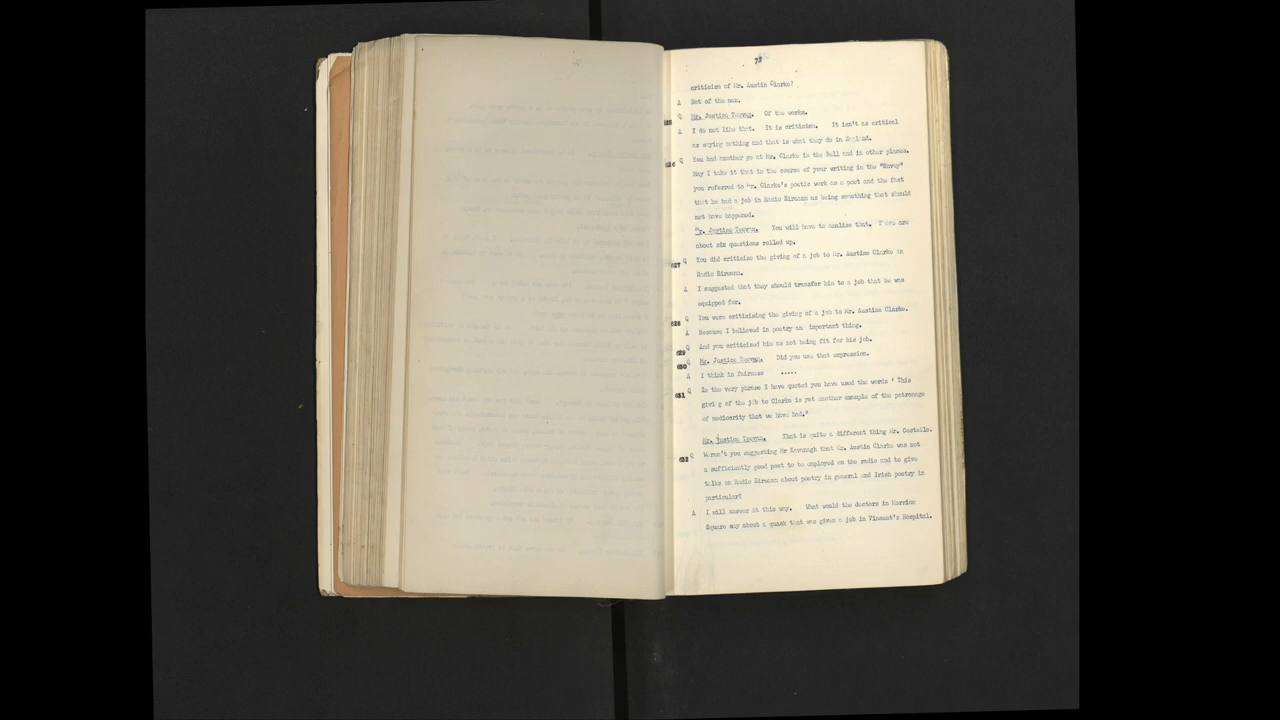 78
criticism of Mr. Austin Clarke?
A Not of the man.
Q Mr. Justice Teevan. Of the works.
625 A I do not like that. It is criticism. It isn't as critical
as saying nothing and that is what they do in England.
626 Q You had another go at Mr. Clarke in the Bell and in other places.
May I take it that in the course of your writing in the "Envoy"
you referred to Mr. Clarke's poetic work as a poet and the fact
that he had a job in Radio Eireann as being something that should
not have happened.
Mr. Justice Teevan. You will have to analise that. There are
about six questions rolled up.
627 Q You did criticise the giving of a job to Mr. Austine Clarke in
Radio Eireann.
A I suggested that they should transfer him to a job that he was
equipped for.
628 Q You were criticising the giving of a job to Mr. Austine Clarke.
A Because I believed in poetry an important thing.
629 Q And you criticised him as not being fit for his job.
630 Q Mr. Justice Teevan. Did you use that expression.
A I think in fairness .....
631 Q In the very phrase I have quoted you have used the words ' This
giving of the job to Clarke is yet another example of the patronage
of mediocrity that we have had."
Mr. Justice Teevan. That is quite a different thing Mr. Costello.
632 Q Weren't you suggesting Mr Kavanagh that Mr. Austin Clarke was not
a sufficiently good poet to be employed on the radio and to give
talks on Radio Eireann about poetry in general and Irish poetry in
particular?
A I will answer it this way. What would the doctors in Merrion
Square say about a quack that was given a job in Vincent's Hospital.